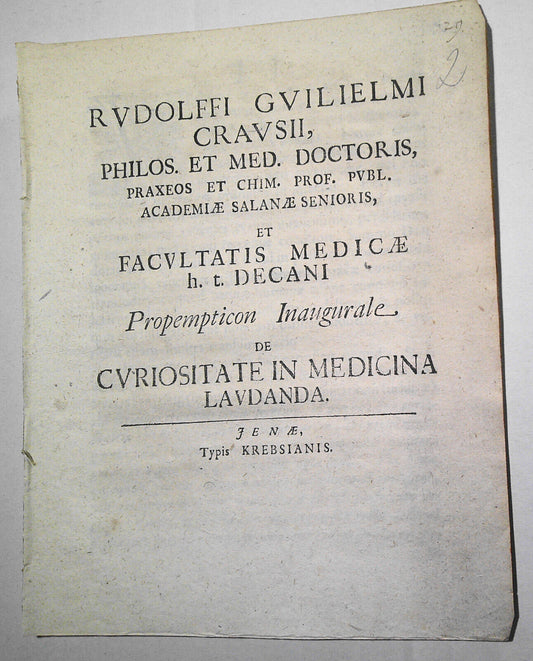 2
RVDOLFFI GVILIELMI
CRAVSII,
PHILOS. ET MED. DOCTORIS,
PRAXEOS ET CHIM. PROF. PVBL.
ACADEMIÆ SALANÆ SENIORIS,
ET
FACVLTATIS MEDICÆ
h. t. DECANI
Propempticon Inaugurale
DE
CVRIOSITATE IN MEDICINA
LAVDANDA.
JENÆ,
Typis KREBSIANIS.